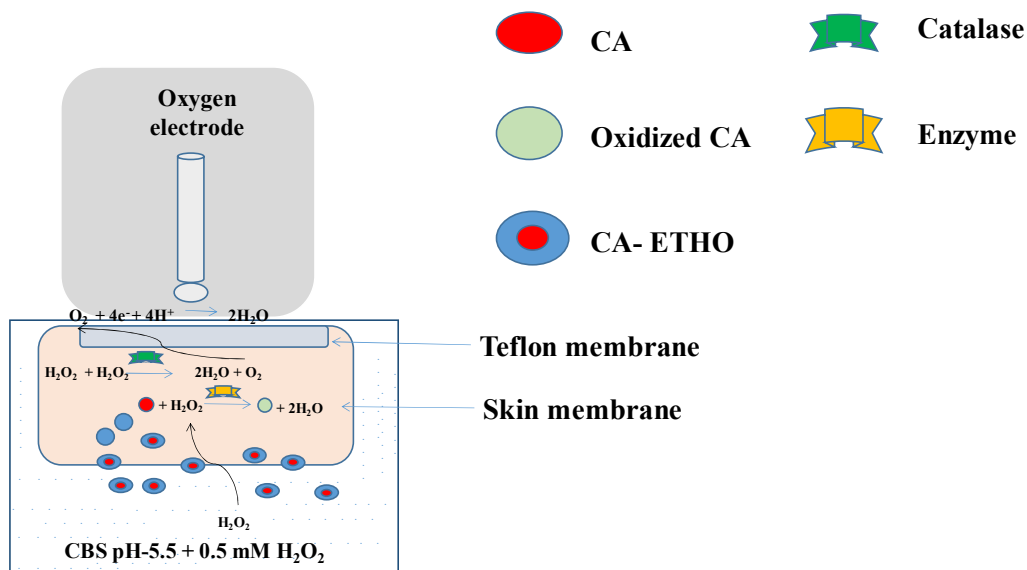 Oxygen
electrode
O₂ + 4e⁻+ 4H⁺ 2H₂O
H₂O₂ + H₂O₂ 2H₂O + O₂
+ H₂O₂ + 2H₂O
H₂O₂
CBS pH-5.5 + 0.5 mM H₂O₂
CA
Catalase
Oxidized CA
Enzyme
CA- ETHO
Teflon membrane
Skin membrane